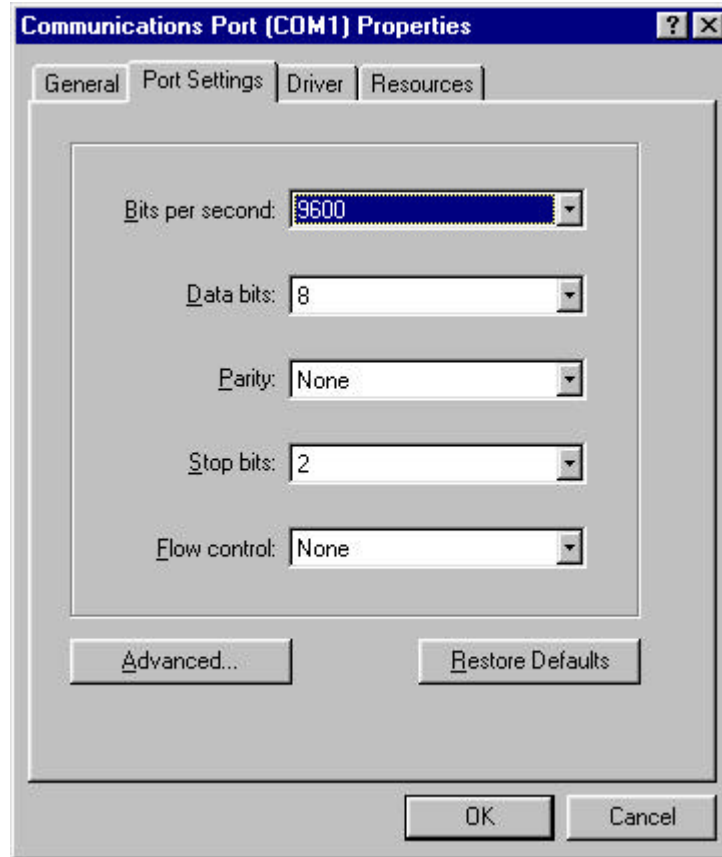 Communications Port (COM1) Properties
General Port Settings Driver Resources
Bits per second: 9600
Data bits: 8
Parity: None
Stop bits: 2
Flow control: None
Advanced... Restore Defaults
OK Cancel